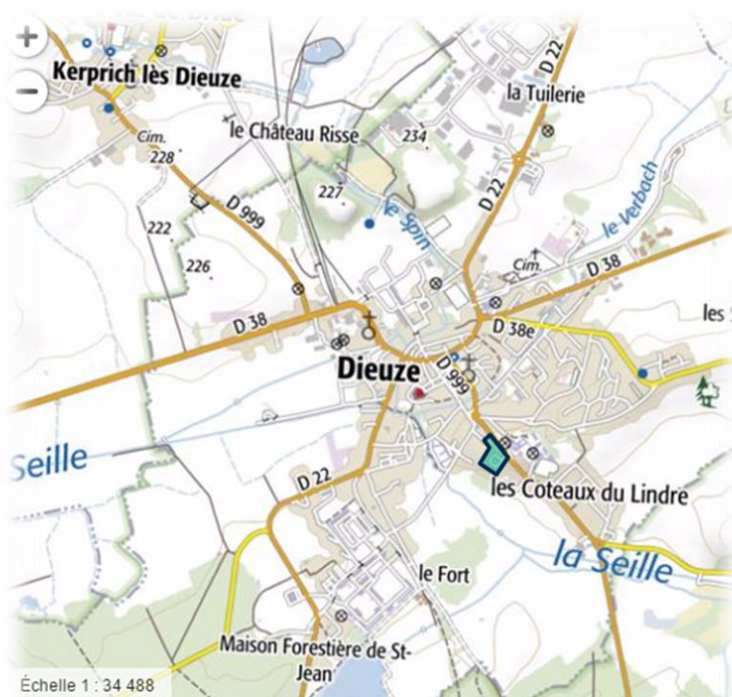 +
−
Kerprich lès Dieuze
D 22
la Tuilerie
le Château Risse
234
Cim.
228
227
le Spin
D 22
le Verbach
D 999
222
226
Cim.
D 38
les
D 38
D 38e
Dieuze
D 999
Seille
les Coteaux du Lindre
D 22
la Seille
le Fort
Maison Forestière de St-
Jean
Échelle 1 : 34 488